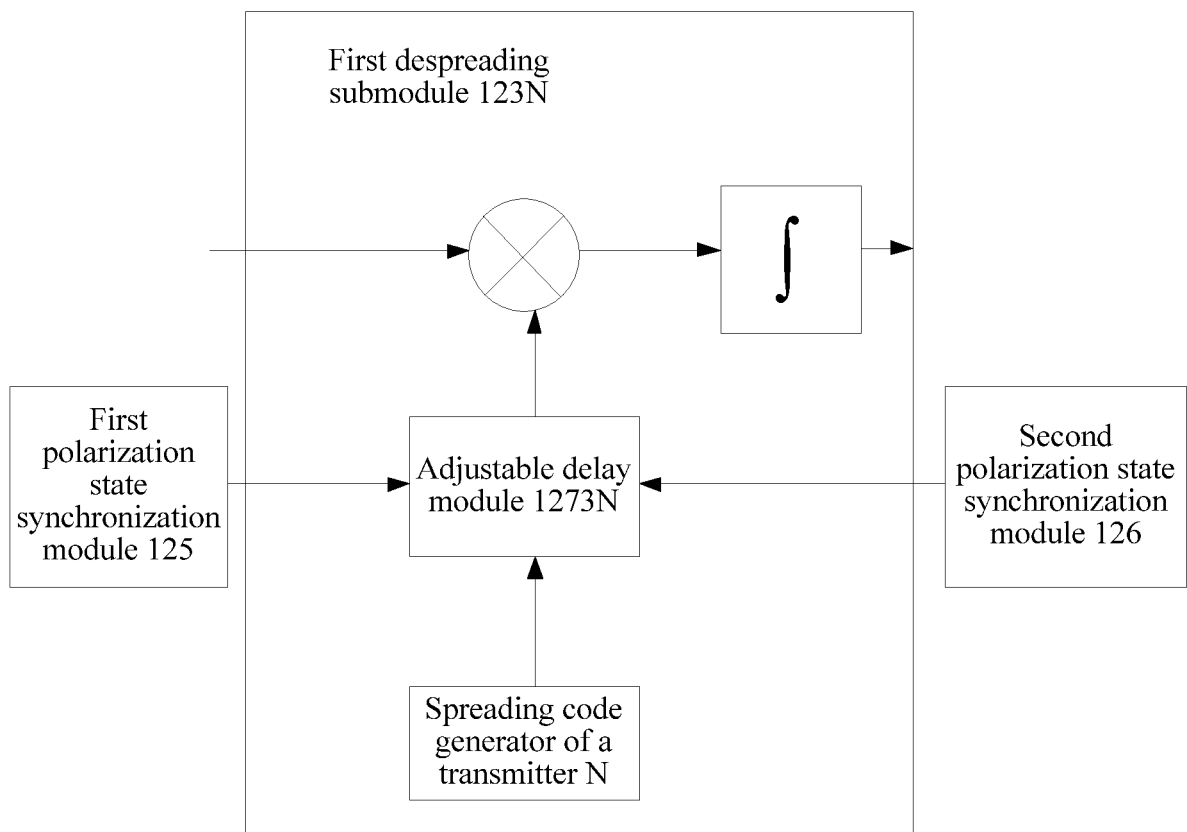 First despreading
submodule 123N
∫
First
polarization
state
synchronization
module 125
Adjustable delay
module 1273N
Second
polarization state
synchronization
module 126
Spreading code
generator of a
transmitter N